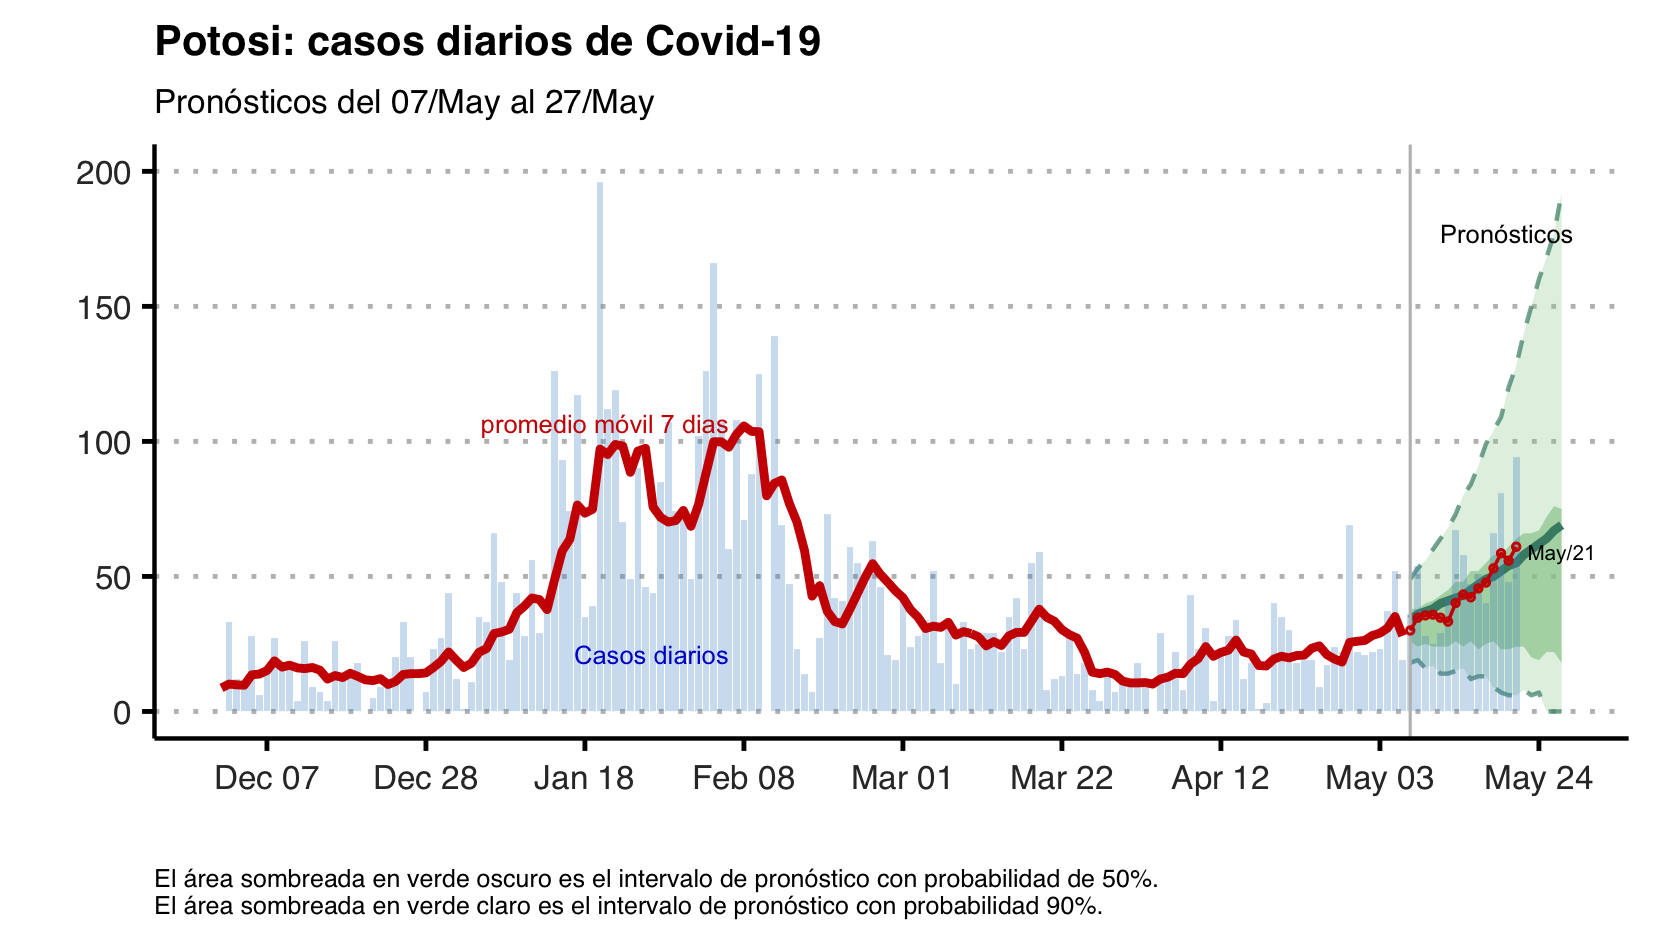 Potosi: casos diarios de Covid-19
Pronósticos del 07/May al 27/May
200
150
100
50
0
Pronósticos
promedio móvil 7 dias
May/21
Casos diarios
Dec 07
Dec 28
Jan 18
Feb 08
Mar 01
Mar 22
Apr 12
May 03
May 24
El área sombreada en verde oscuro es el intervalo de pronóstico con probabilidad de 50%.
El área sombreada en verde claro es el intervalo de pronóstico con probabilidad 90%.